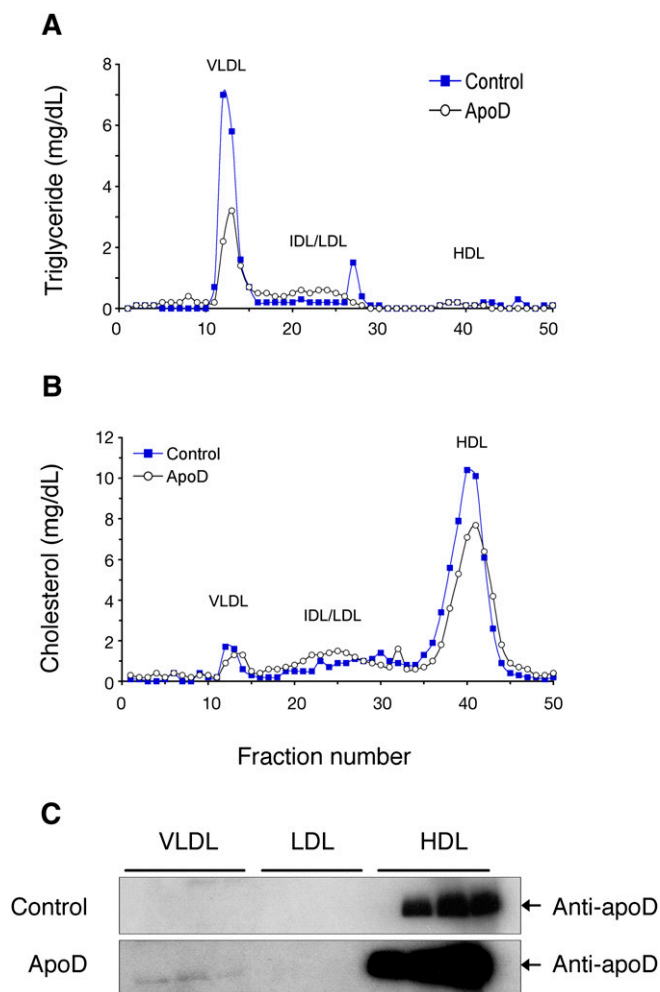 A
Triglyceride (mg/dL)
8
6
4
2
0
0 10 20 30 40 50
VLDL
IDL/LDL
HDL
Control
ApoD
B
Cholesterol (mg/dL)
12
10
8
6
4
2
0
0 10 20 30 40 50
Control
ApoD
VLDL
IDL/LDL
HDL
Fraction number
C
VLDL LDL HDL
Control Anti-apoD
ApoD Anti-apoD